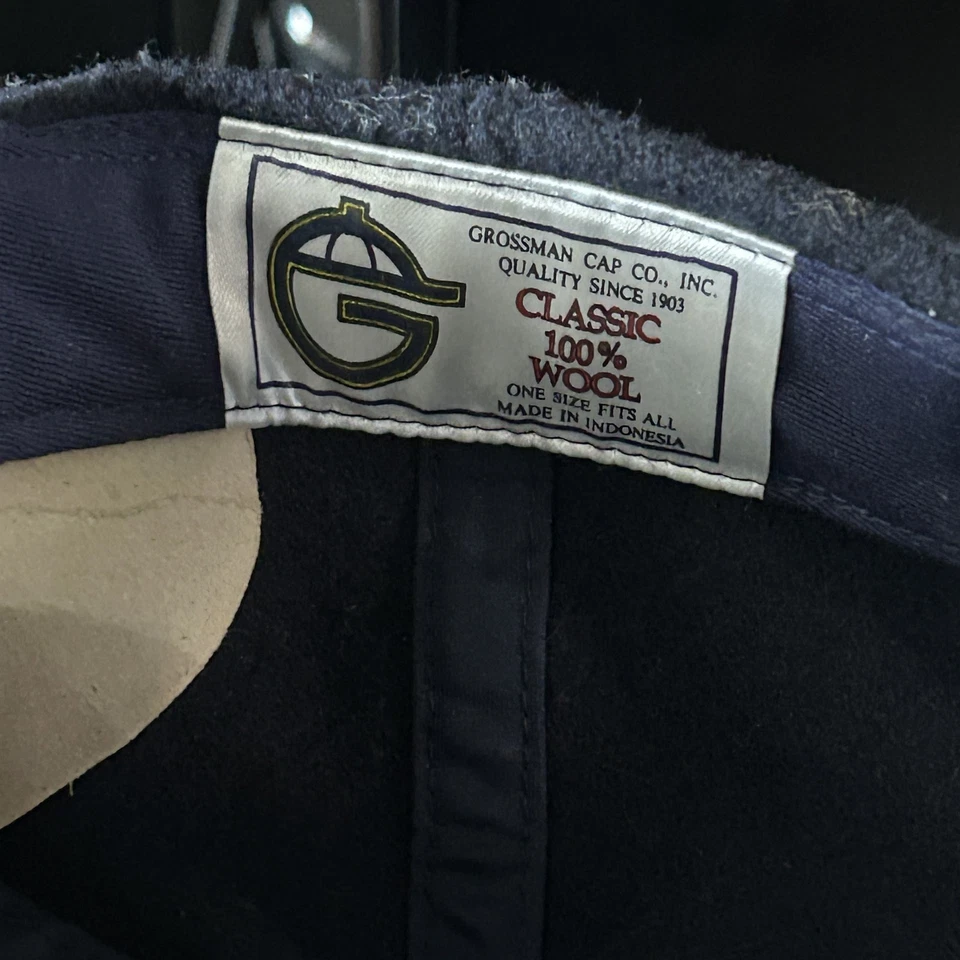 G
GROSSMAN CAP CO., INC.
QUALITY SINCE 1903
CLASSIC
100%
WOOL
ONE SIZE FITS ALL
MADE IN INDONESIA